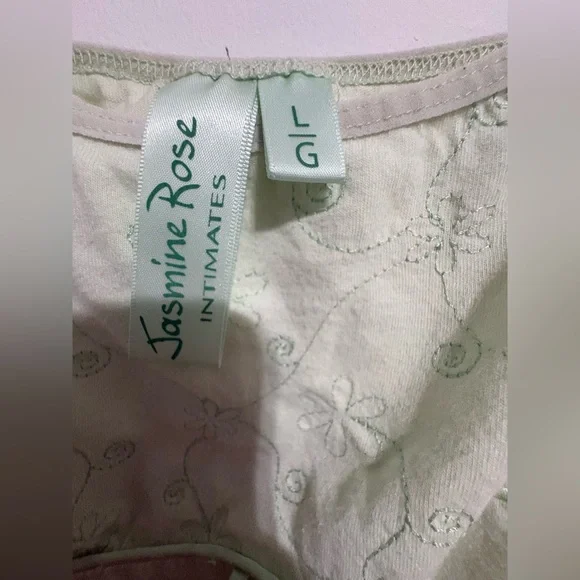 Jasmine Rose
INTIMATES
L|G